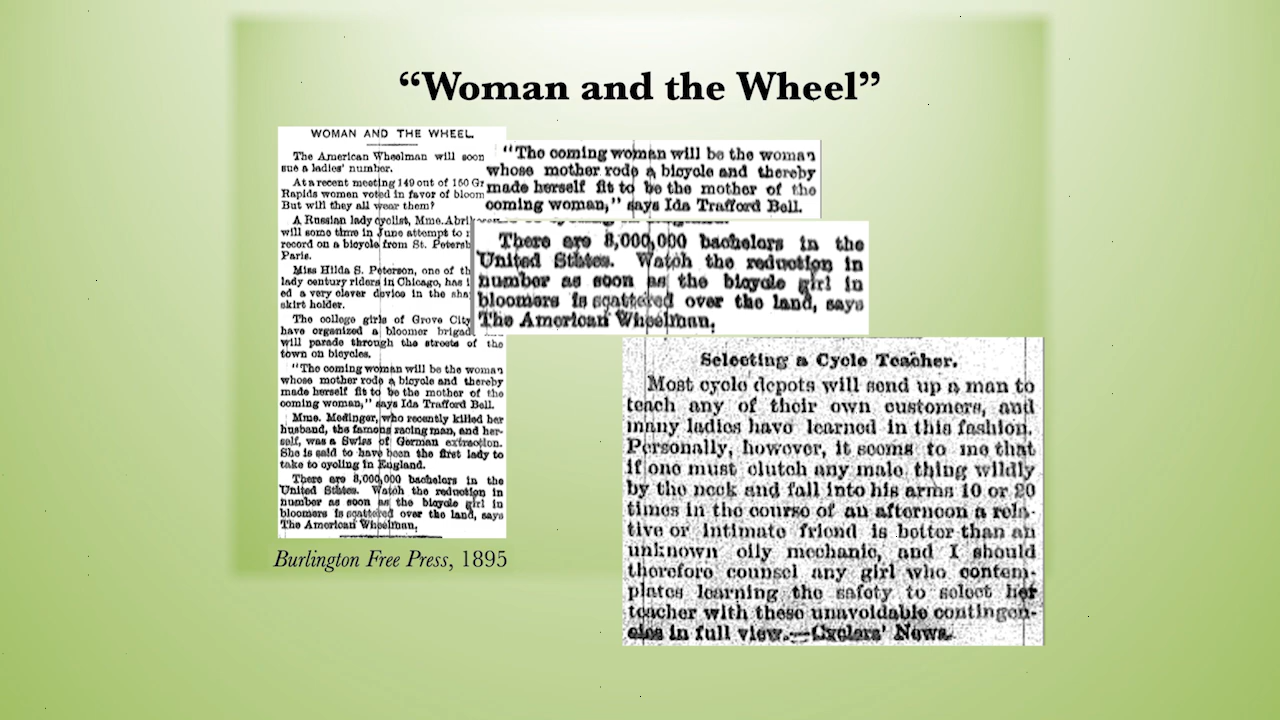 “Woman and the Wheel”
WOMAN AND THE WHEEL.
The American Wheelman will soon
sue a ladies' number.
At a recent meeting 149 out of 150 Gr
Rapids women voted in favor of bloom
But will they all wear them?
A Russian lady cyclist, Mme. Abri
will some time in June attempt to
record on a bicycle from St. Petersb
Paris.
Miss Hilda S. Peterson, one of th
lady century riders in Chicago, has i
ed a very clever device in the sha
skirt holder.
The college girls of Grove City
have organized a bloomer brigad
will parade through the streets of the
town on bicycles.
"The coming woman will be the woman
whose mother rode a bicycle and thereby
made herself fit to be the mother of the
coming woman," says Ida Trafford Bell.
Mme. Medinger, who recently killed her
husband, the famous racing man, and her-
self, was a Swiss of German extraction.
She is said to have been the first lady to
take to cycling in England.
There are 8,000,000 bachelors in the
United States. Watch the reduction in
number as soon as the bicycle girl in
bloomers is scattered over the land, says
The American Wheelman.
Burlington Free Press, 1895
"The coming woman will be the woman
whose mother rode a bicycle and thereby
made herself fit to be the mother of the
coming woman," says Ida Trafford Bell.
There are 8,000,000 bachelors in the
United States. Watch the reduction in
number as soon as the bicycle girl in
bloomers is scattered over the land, says
The American Wheelman.
Selecting a Cycle Teacher.
Most cycle depots will send up a man to
teach any of their own customers, and
many ladies have learned in this fashion.
Personally, however, it seems to me that
if one must clutch any male thing wildly
by the neck and fall into his arms 10 or 20
times in the course of an afternoon a rela-
tive or intimate friend is better than an
unknown oily mechanic, and I should
therefore counsel any girl who contem-
plates learning the safety to select her
teacher with these unavoidable contingen-
cies in full view.—Cyclers' News.